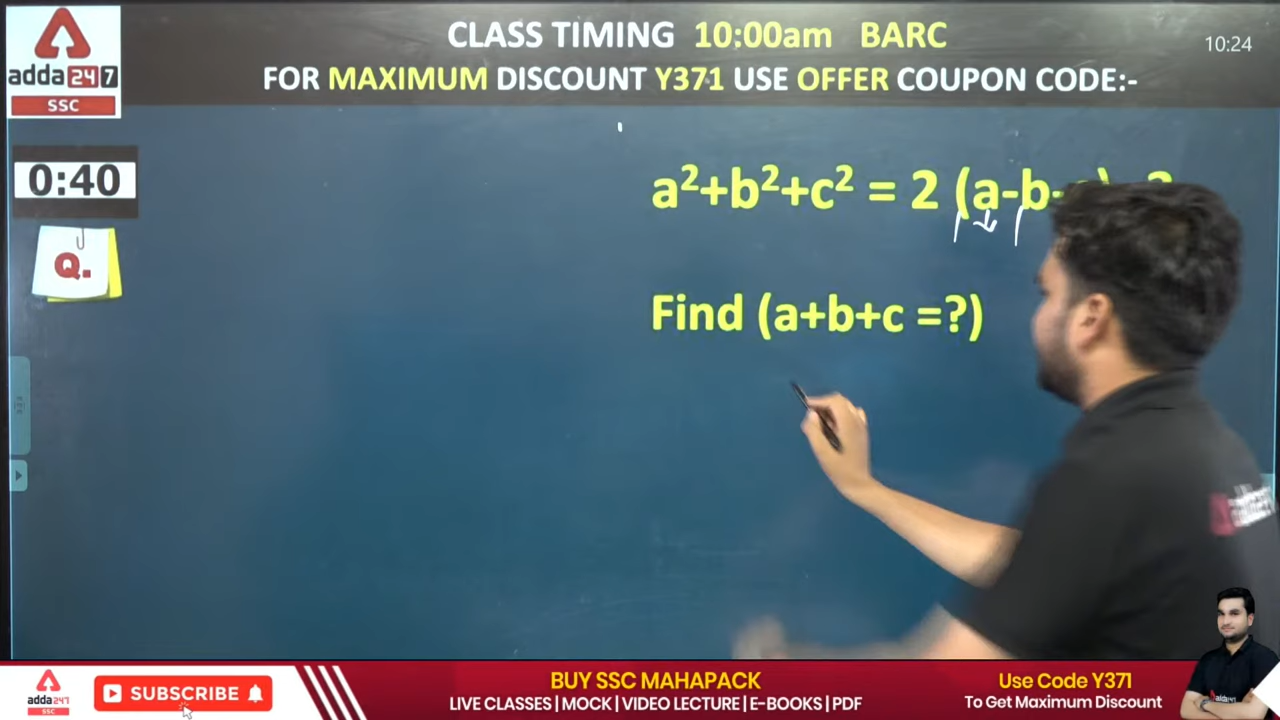 CLASS TIMING 10:00am BARC
FOR MAXIMUM DISCOUNT Y371 USE OFFER COUPON CODE:-
10:24
adda247
SSC
0:40
Q.
a²+b²+c² = 2 (a-b-
Find (a+b+c =?)
adda247
SSC
SUBSCRIBE
BUY SSC MAHAPACK
LIVE CLASSES | MOCK | VIDEO LECTURE | E-BOOKS | PDF
Use Code Y371
To Get Maximum Discount